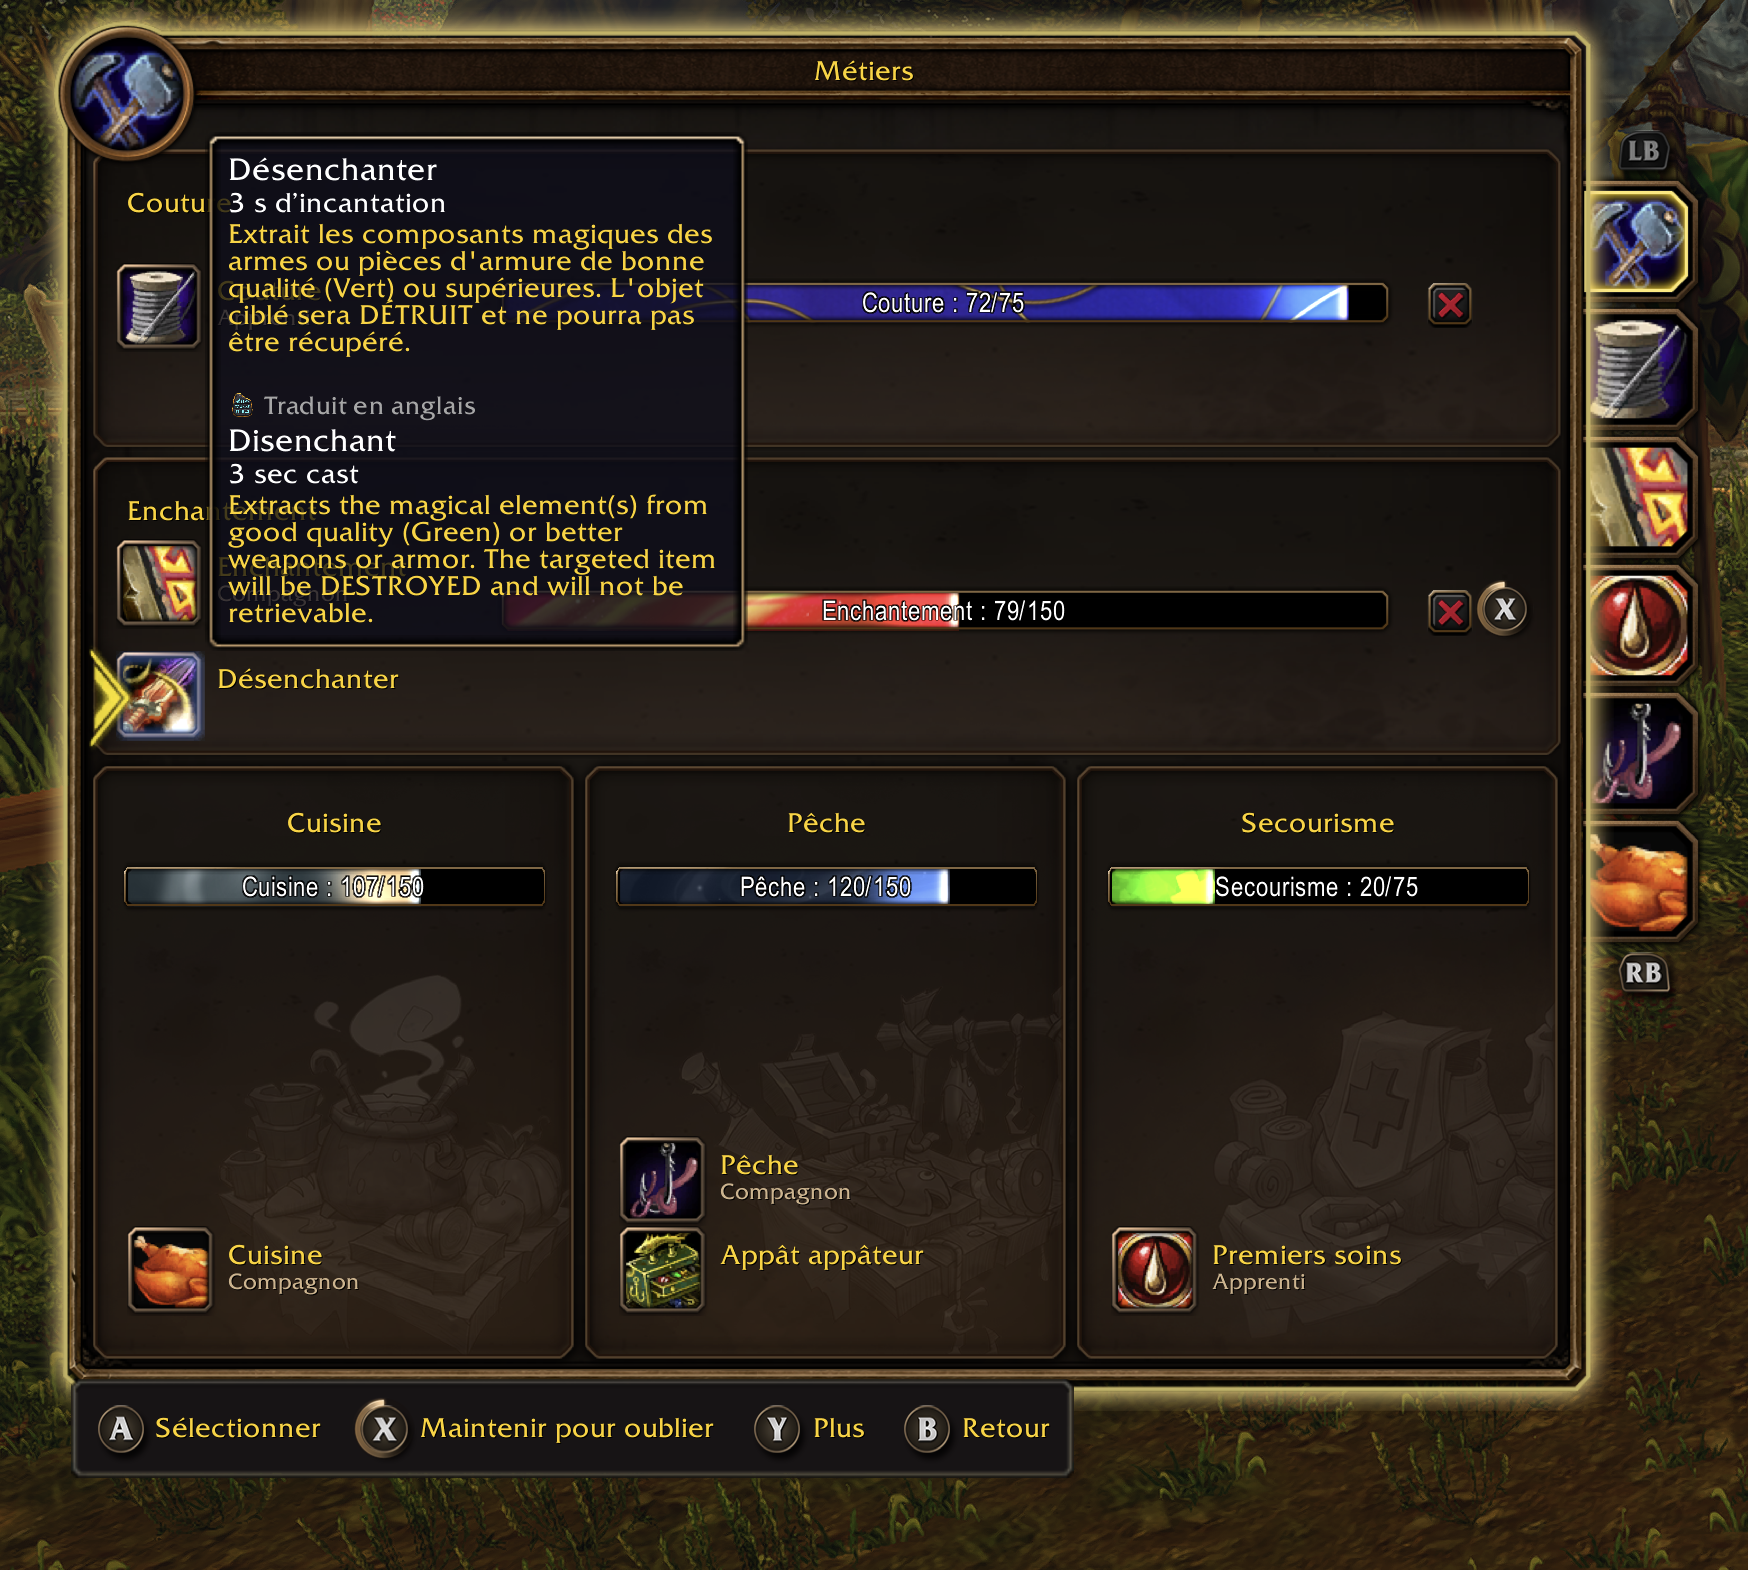 Métiers
LB
Désenchanter
3 s d'incantation
Extrait les composants magiques des
armes ou pièces d'armure de bonne
qualité (Vert) ou supérieures. L'objet
ciblé sera DÉTRUIT et ne pourra pas
être récupéré.
Traduit en anglais
Disenchant
3 sec cast
Extracts the magical element(s) from
good quality (Green) or better
weapons or armor. The targeted item
will be DESTROYED and will not be
retrievable.
Couture : 72/75
Enchantement
Enchantement
Compagnon
Enchantement : 79/150
X
Désenchanter
Cuisine
Cuisine : 107/150
Cuisine
Compagnon
Pêche
Pêche : 120/150
Pêche
Compagnon
Appât appâteur
Secourisme
Secourisme : 20/75
Premiers soins
Apprenti
RB
A Sélectionner
X Maintenir pour oublier
Y Plus
B Retour